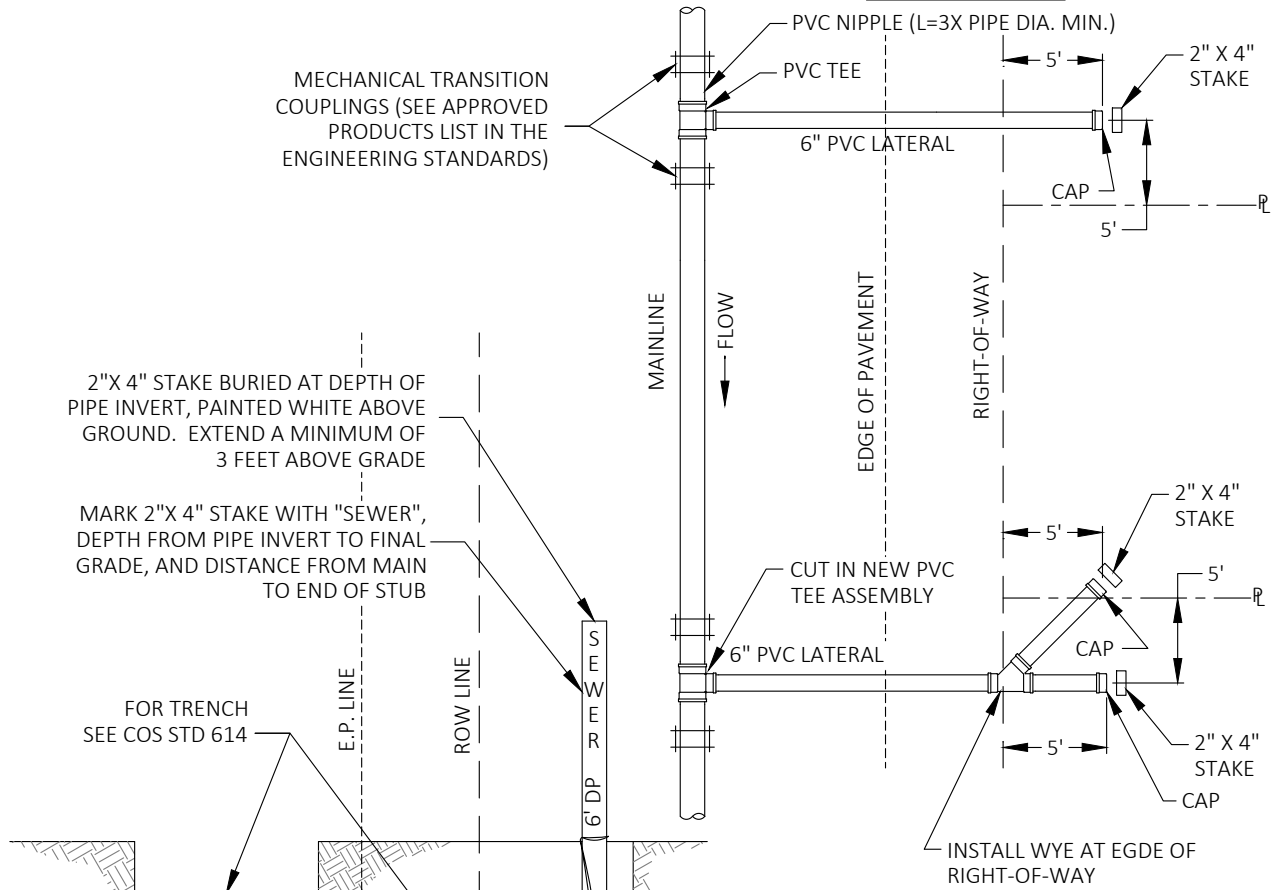 PVC NIPPLE (L=3X PIPE DIA. MIN.)
5'
2" X 4"
STAKE
MECHANICAL TRANSITION
COUPLINGS (SEE APPROVED
PRODUCTS LIST IN THE
ENGINEERING STANDARDS)
PVC TEE
6" PVC LATERAL
CAP
PL
5'
MAINLINE
FLOW
EDGE OF PAVEMENT
RIGHT-OF-WAY
2"X 4" STAKE BURIED AT DEPTH OF
PIPE INVERT, PAINTED WHITE ABOVE
GROUND. EXTEND A MINIMUM OF
3 FEET ABOVE GRADE
MARK 2"X 4" STAKE WITH "SEWER",
DEPTH FROM PIPE INVERT TO FINAL
GRADE, AND DISTANCE FROM MAIN
TO END OF STUB
2" X 4"
STAKE
5'
5'
PL
CUT IN NEW PVC
TEE ASSEMBLY
CAP
6" PVC LATERAL
FOR TRENCH
SEE COS STD 614
E.P. LINE
ROW LINE
SEWER
6' DP
5'
2" X 4"
STAKE
CAP
INSTALL WYE AT EGDE OF
RIGHT-OF-WAY